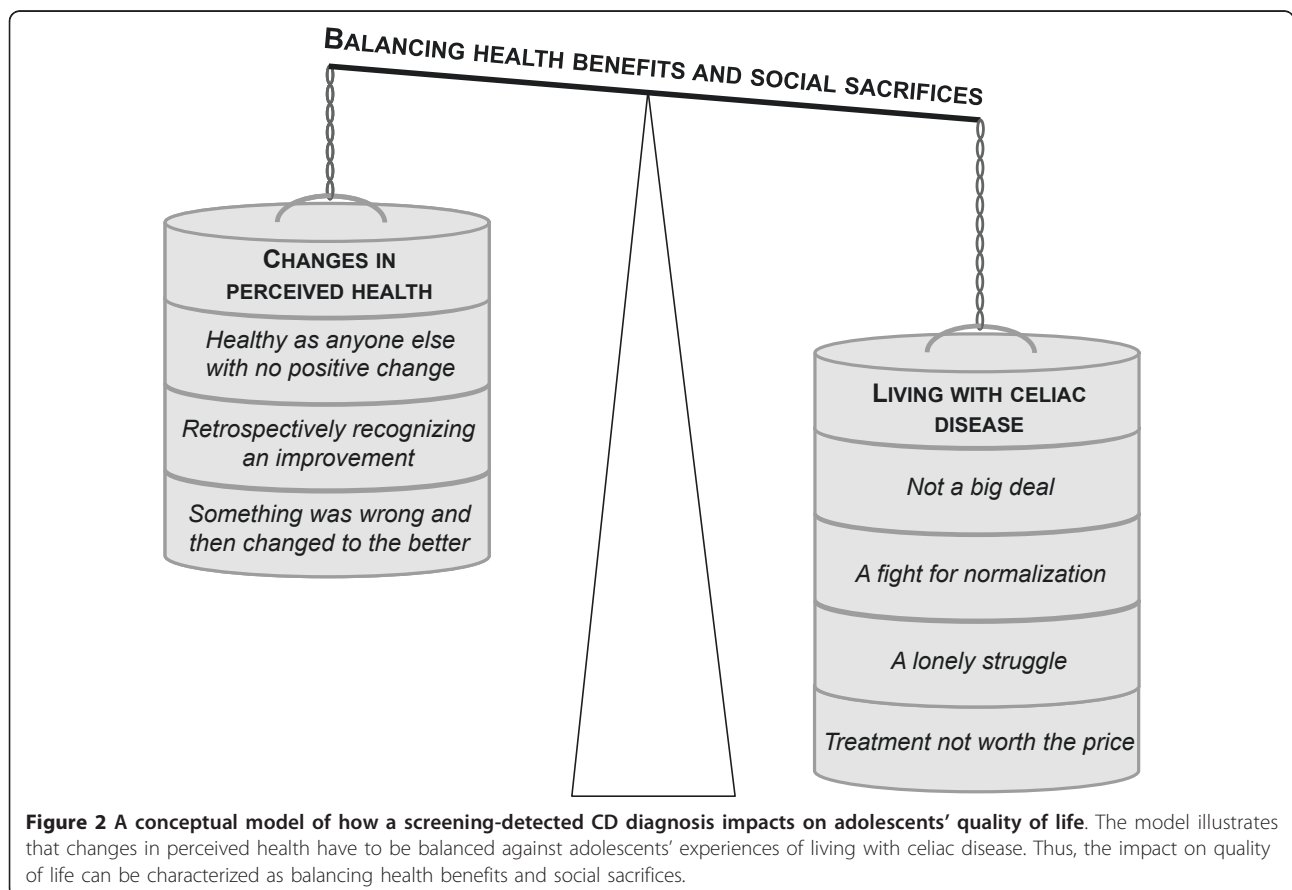 BALANCING HEALTH BENEFITS AND SOCIAL SACRIFICES
CHANGES IN
PERCEIVED HEALTH
Healthy as anyone else
with no positive change
Retrospectively recognizing
an improvement
Something was wrong and
then changed to the better
LIVING WITH CELIAC
DISEASE
Not a big deal
A fight for normalization
A lonely struggle
Treatment not worth the price
Figure 2 A conceptual model of how a screening-detected CD diagnosis impacts on adolescents' quality of life. The model illustrates
that changes in perceived health have to be balanced against adolescents' experiences of living with celiac disease. Thus, the impact on quality
of life can be characterized as balancing health benefits and social sacrifices.